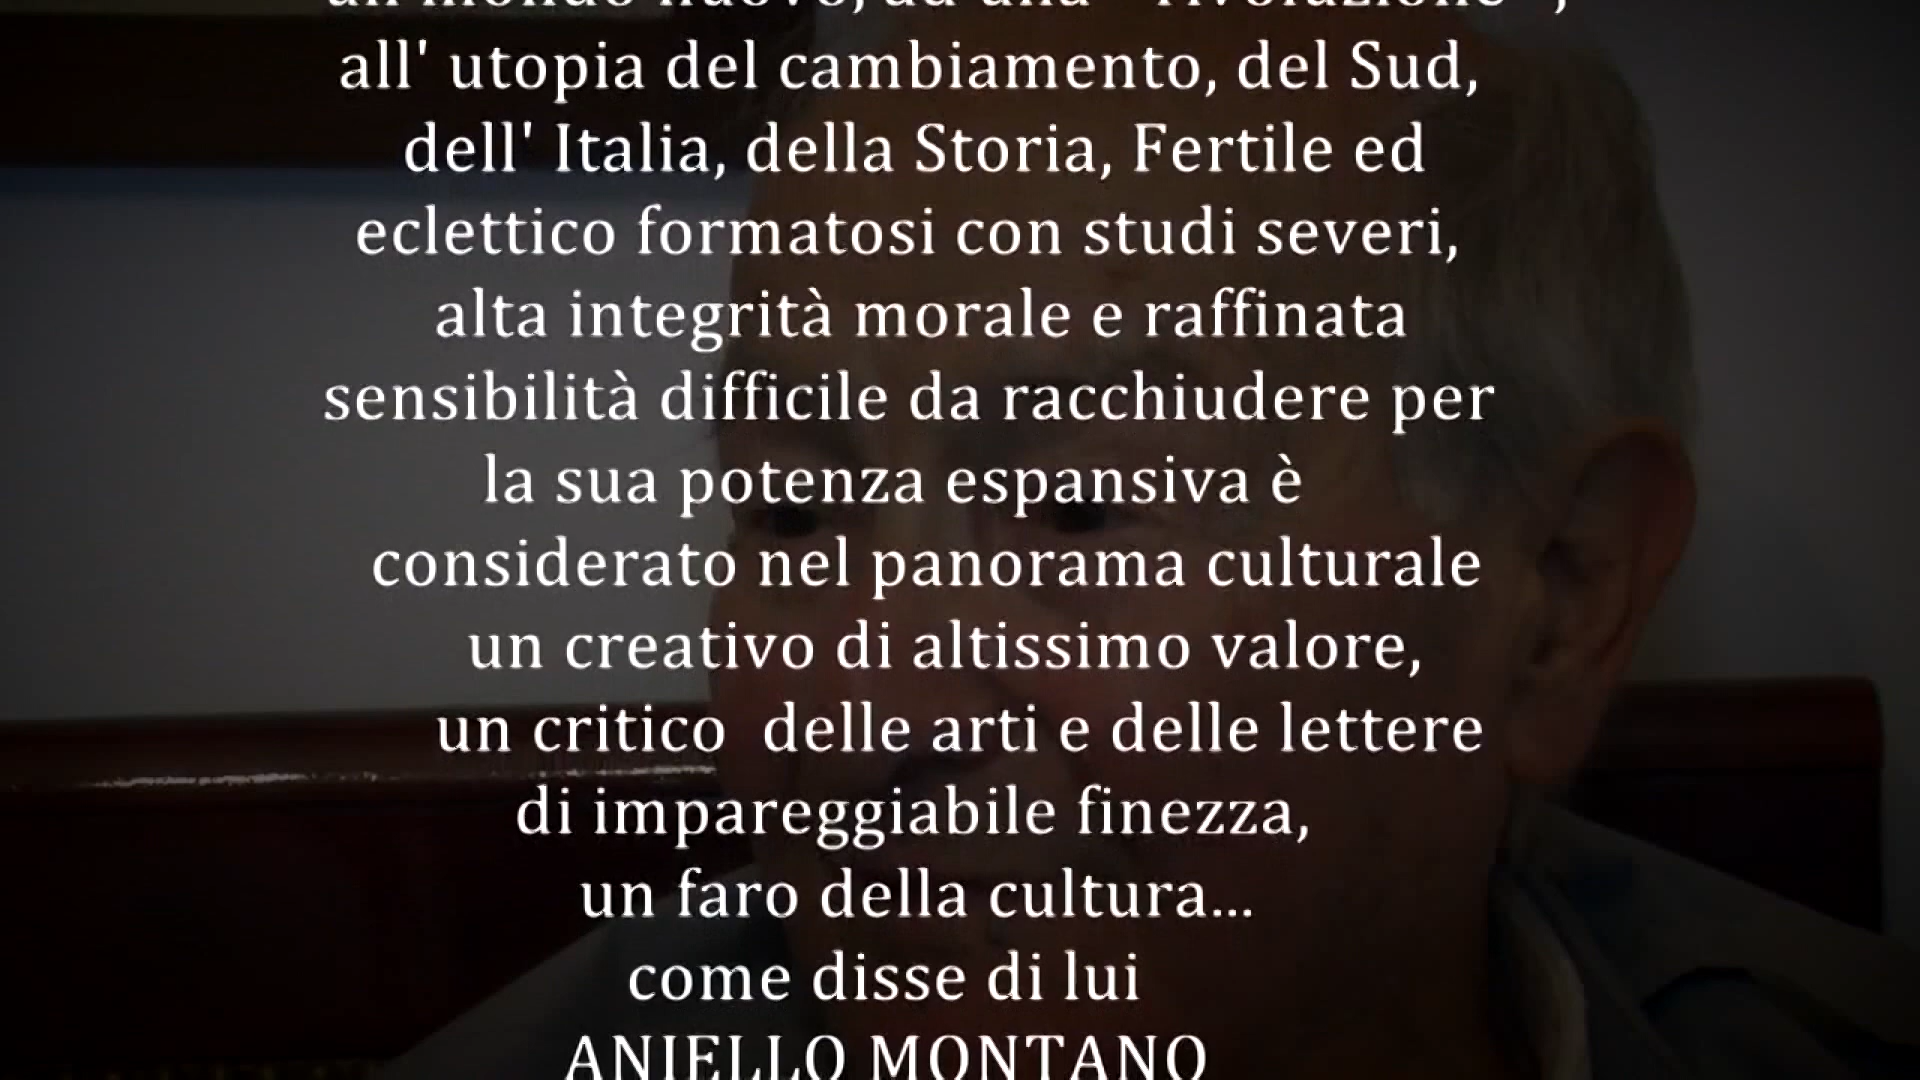 all' utopia del cambiamento, del Sud,
dell' Italia, della Storia, Fertile ed
eclettico formatosi con studi severi,
alta integrità morale e raffinata
sensibilità difficile da racchiudere per
la sua potenza espansiva è
considerato nel panorama culturale
un creativo di altissimo valore,
un critico  delle arti e delle lettere
di impareggiabile finezza,
un faro della cultura...
come disse di lui
ANIELLO MONTANO